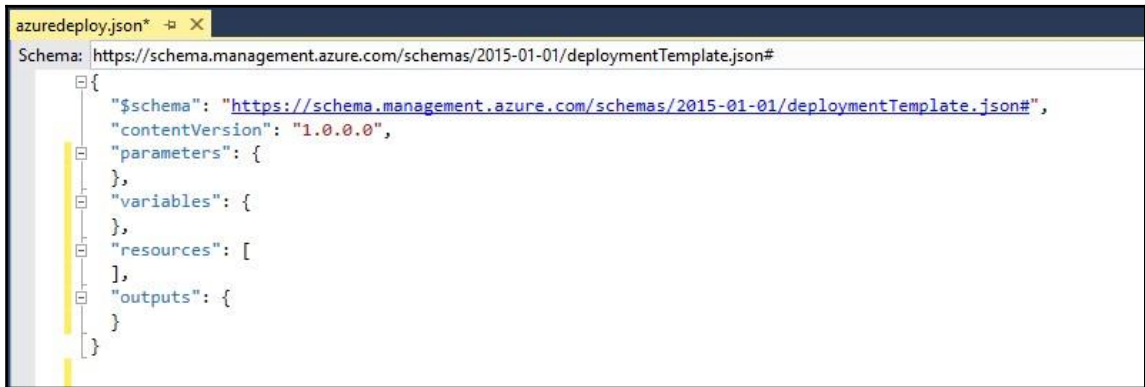 azuredeploy.json*
Schema: https://schema.management.azure.com/schemas/2015-01-01/deploymentTemplate.json#
{
"$schema": "https://schema.management.azure.com/schemas/2015-01-01/deploymentTemplate.json#",
"contentVersion": "1.0.0.0",
"parameters": {
},
"variables": {
},
"resources": [
],
"outputs": {
}
}